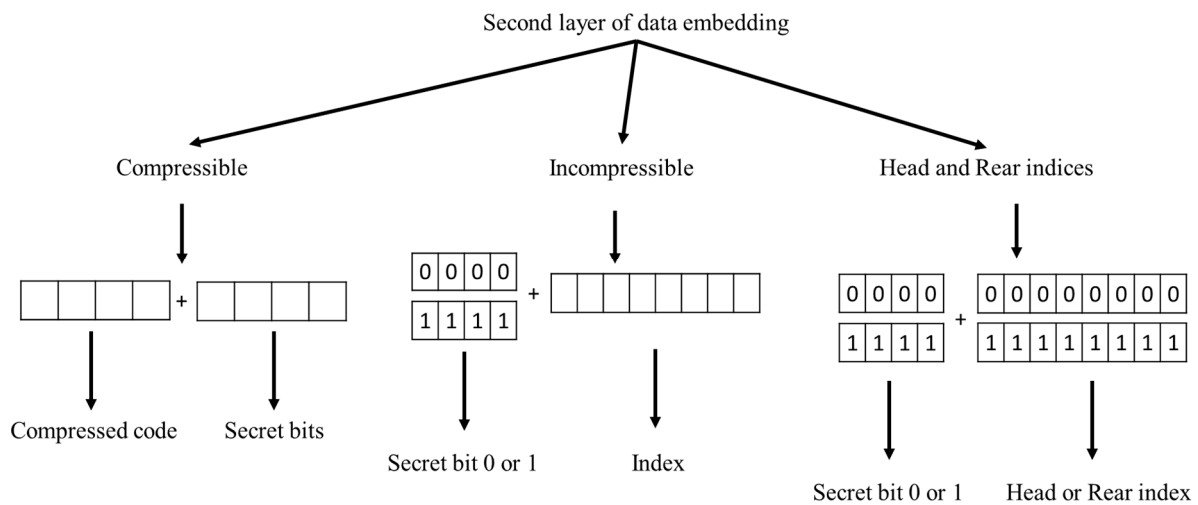 Second layer of data embedding
Compressible
Incompressible
Head and Rear indices
+
Compressed code
Secret bits
0 0 0 0
1 1 1 1
+
Secret bit 0 or 1
Index
0 0 0 0
1 1 1 1
+
0 0 0 0 0 0 0 0
1 1 1 1 1 1 1 1
Secret bit 0 or 1
Head or Rear index